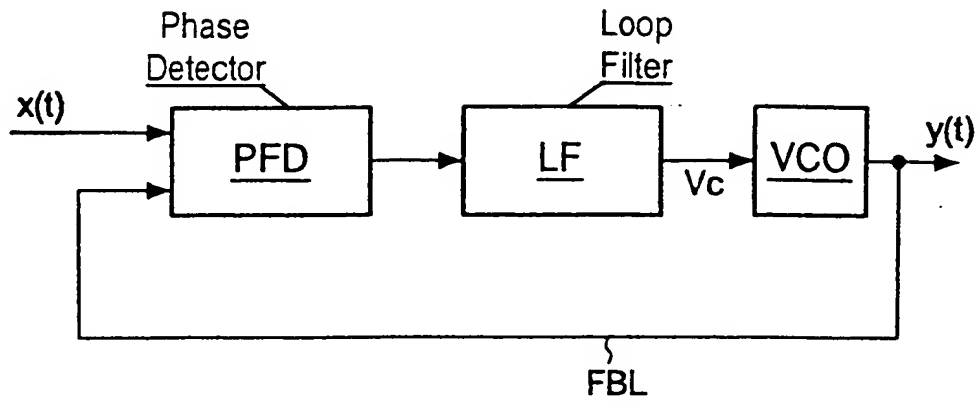 Phase
Detector
Loop
Filter
x(t)
PFD
LF
Vc
VCO
y(t)
FBL